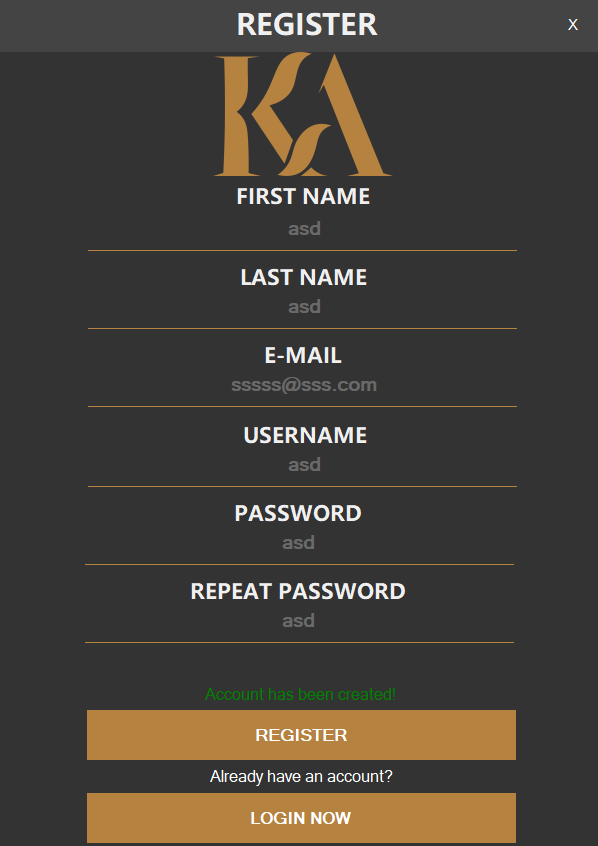 REGISTER
X
KA
FIRST NAME
asd
LAST NAME
asd
E-MAIL
sssss@sss.com
USERNAME
asd
PASSWORD
asd
REPEAT PASSWORD
asd
Account has been created!
REGISTER
Already have an account?
LOGIN NOW